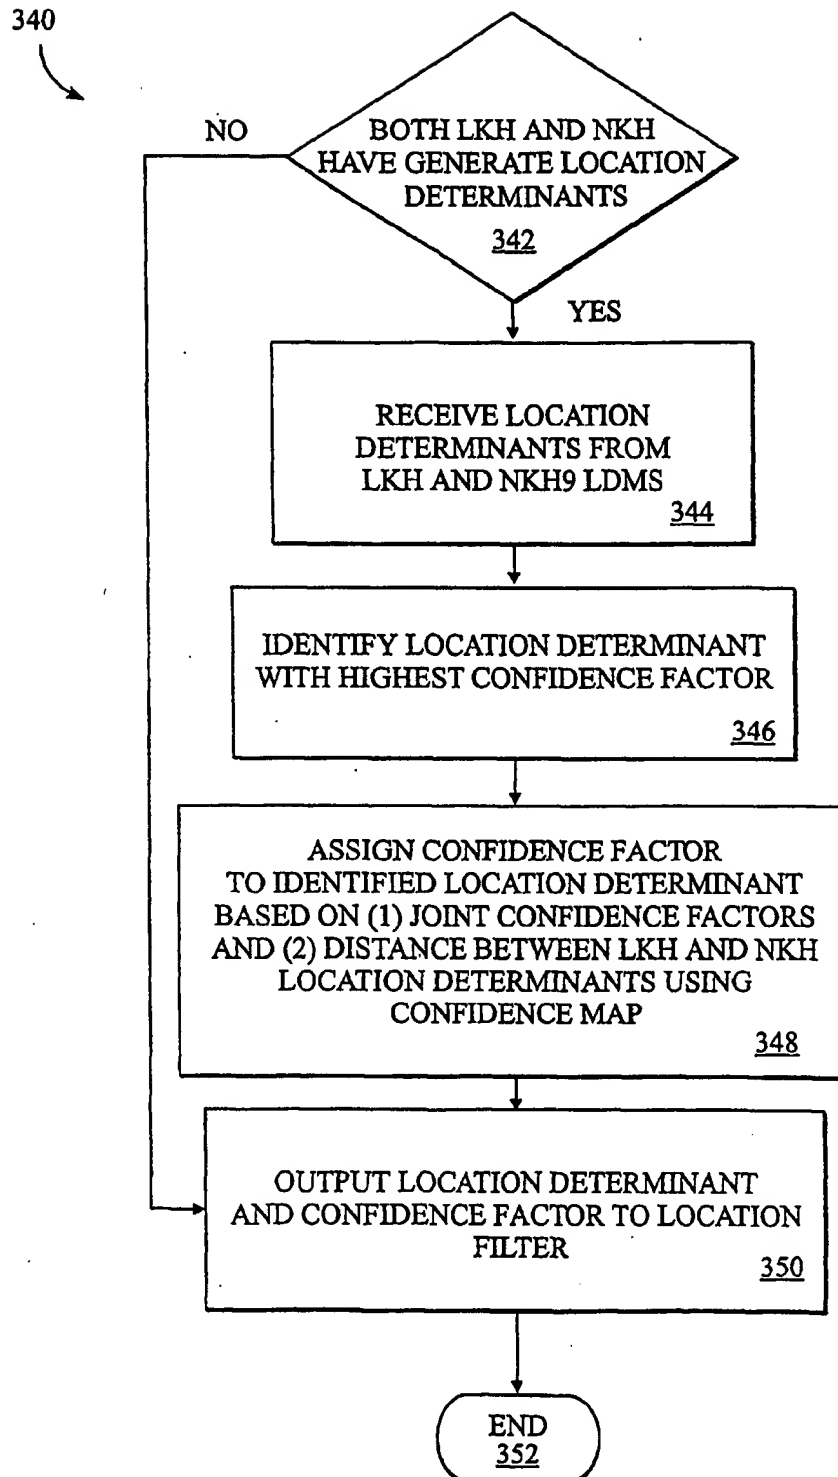 340
NO
BOTH LKH AND NKH
HAVE GENERATE LOCATION
DETERMINANTS
342
YES
RECEIVE LOCATION
DETERMINANTS FROM
LKH AND NKH9 LDMS
344
IDENTIFY LOCATION DETERMINANT
WITH HIGHEST CONFIDENCE FACTOR
346
ASSIGN CONFIDENCE FACTOR
TO IDENTIFIED LOCATION DETERMINANT
BASED ON (1) JOINT CONFIDENCE FACTORS
AND (2) DISTANCE BETWEEN LKH AND NKH
LOCATION DETERMINANTS USING
CONFIDENCE MAP
348
OUTPUT LOCATION DETERMINANT
AND CONFIDENCE FACTOR TO LOCATION
FILTER
350
END
352